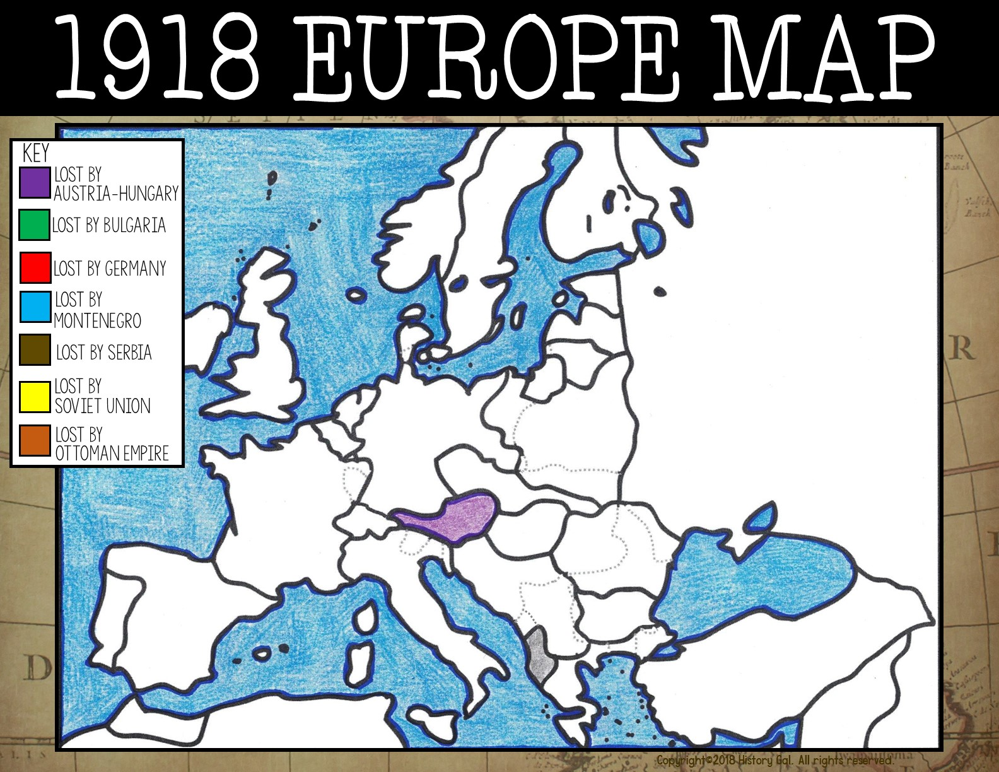 1918 EUROPE MAP
KEY
LOST BY
AUSTRIA-HUNGARY
LOST BY BULGARIA
LOST BY GERMANY
LOST BY
MONTENEGRO
LOST BY SERBIA
LOST BY
SOVIET UNION
LOST BY
OTTOMAN EMPIRE
R
D
Copyright©2018 History Gal. All rights reserved.